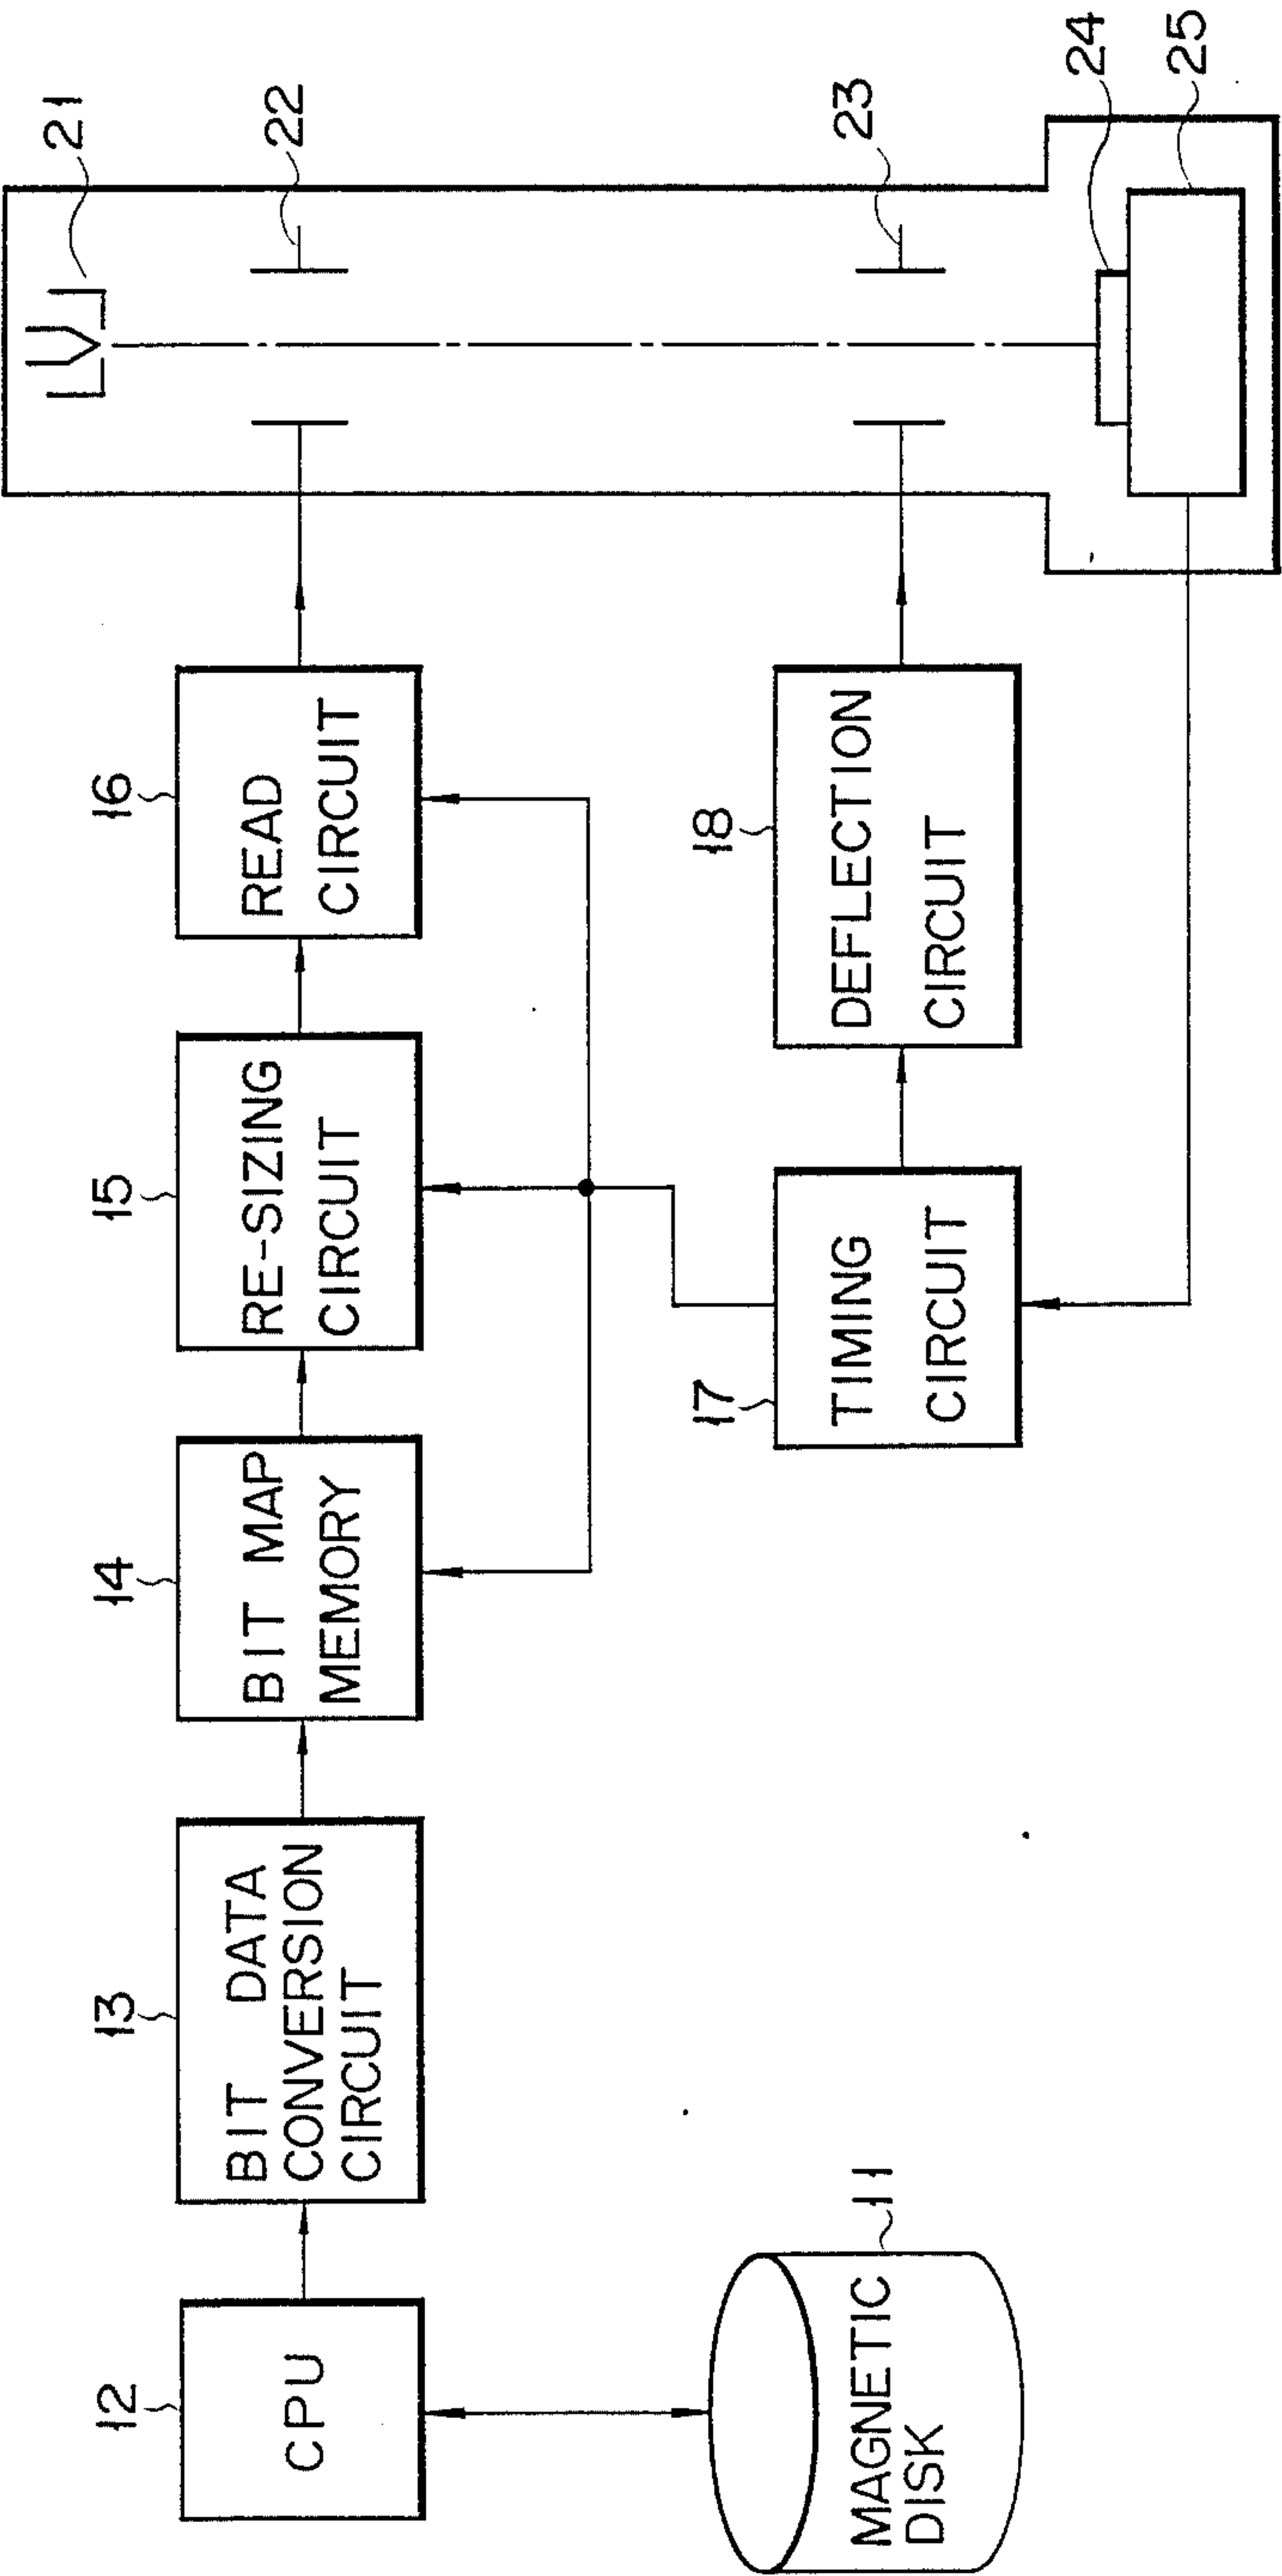 12
CPU
MAGNETIC
DISK
11
13
BIT DATA
CONVERSION
CIRCUIT
14
BIT MAP
MEMORY
15
RE-SIZING
CIRCUIT
16
READ
CIRCUIT
17
TIMING
CIRCUIT
18
DEFLECTION
CIRCUIT
21
22
23
24
25